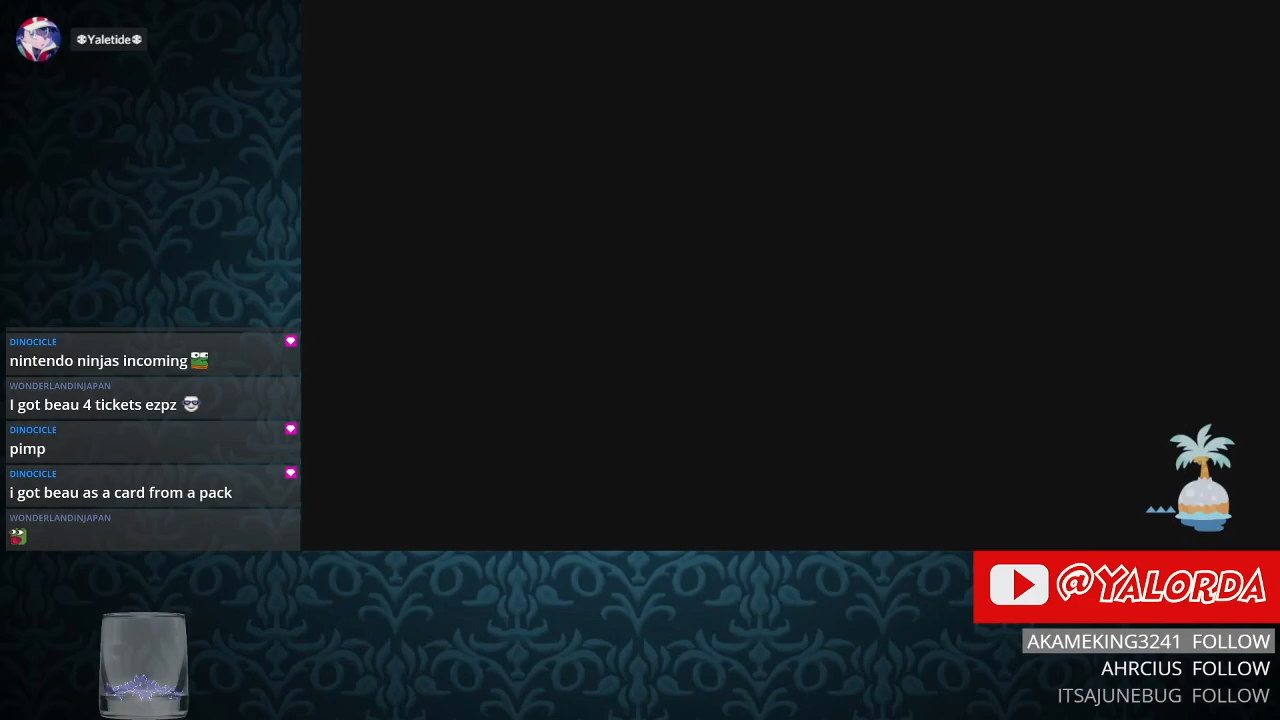 Yaletide
DINOCICLE
nintendo ninjas incoming
WONDERLANDINJAPAN
I got beau 4 tickets ezpz
DINOCICLE
pimp
DINOCICLE
i got beau as a card from a pack
WONDERLANDINJAPAN
@YALORDA
AKAMEKING3241 FOLLOW
AHRCIUS FOLLOW
ITSAJUNEBUG FOLLOW